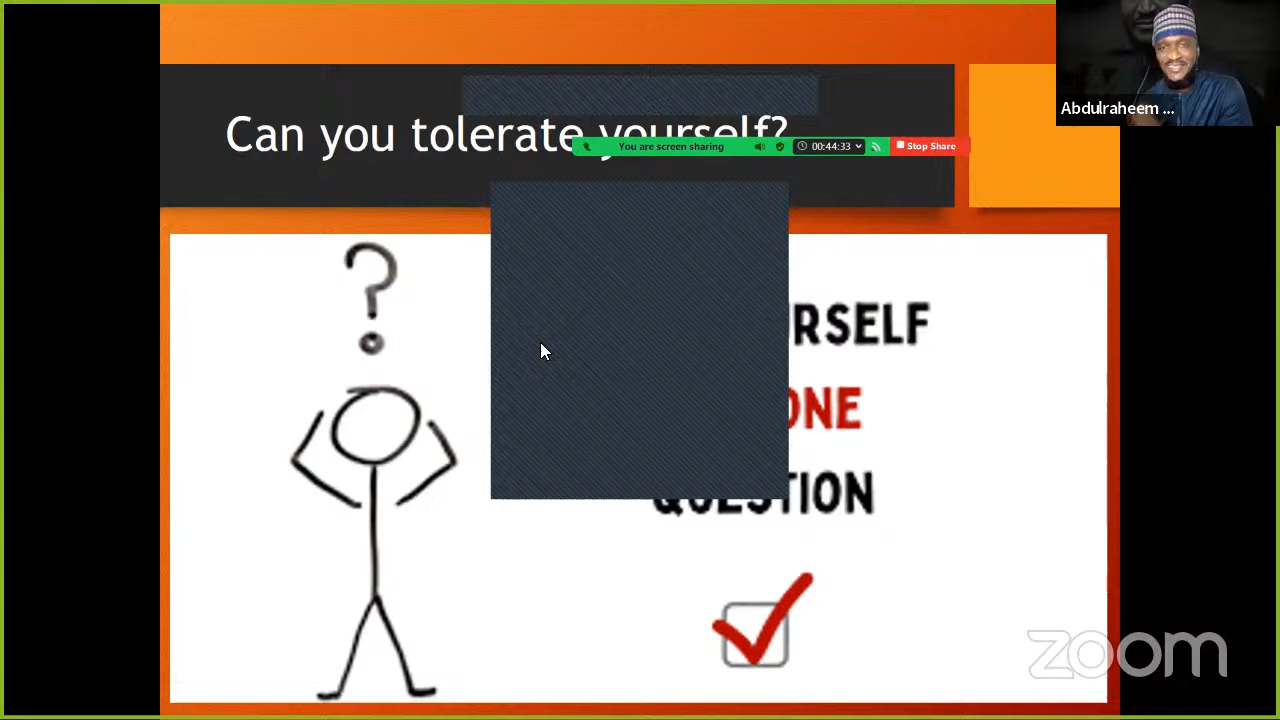 Abdulraheem ...
Can you tolerate yourself?
You are screen sharing
00:44:33
Stop Share
?
RSELF
ONE
QUESTION
zoom